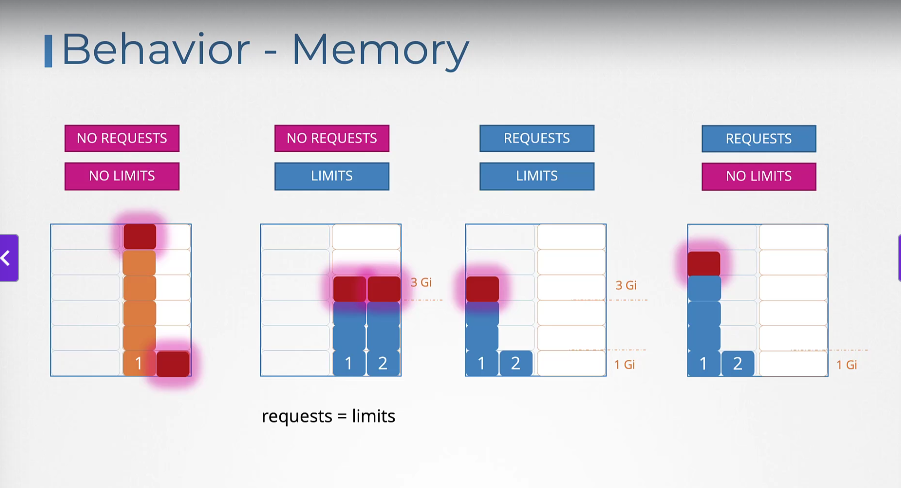 Behavior - Memory
NO REQUESTS
NO LIMITS
NO REQUESTS
LIMITS
REQUESTS
LIMITS
REQUESTS
NO LIMITS
1
3 Gi
1 2
requests = limits
3 Gi
1 2
1 Gi
1 2
1 Gi